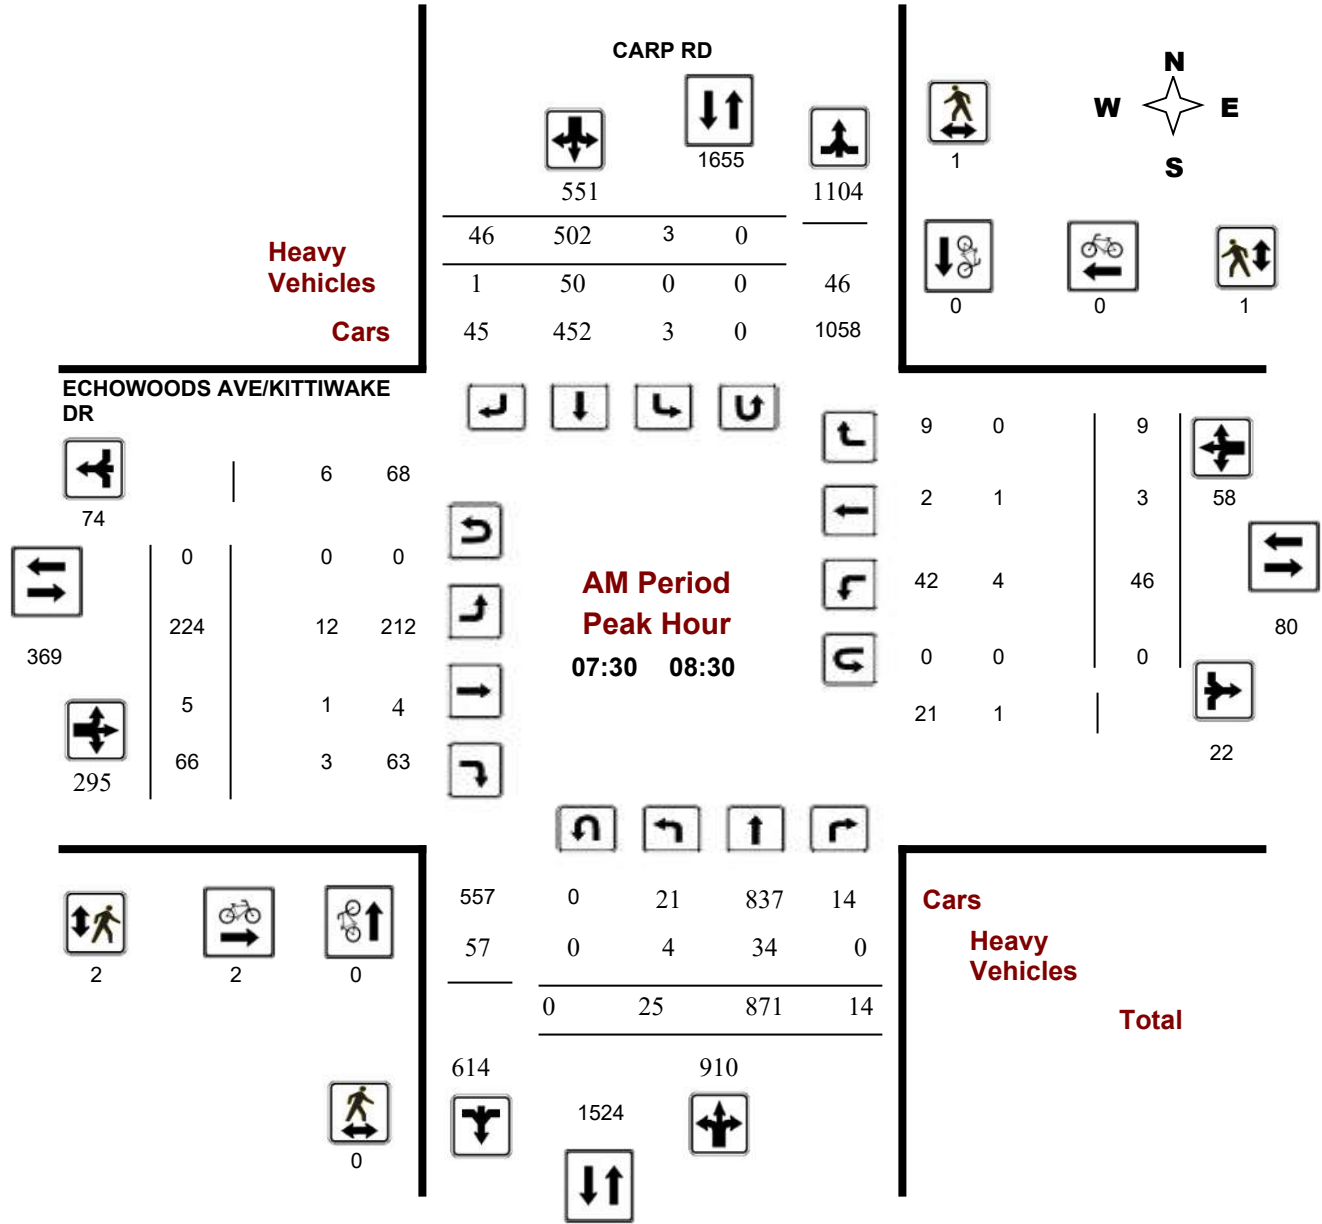 CARP RD
N
W E
S
1655
1
551
1104
46 502 3 0
Heavy
Vehicles
1 50 0 0 46
0 0 1
Cars
45 452 3 0 1058
ECHOWOODS AVE/KITTIWAKE
DR
9 0 9
6 68
2 1 3 58
74
0 0 0
AM Period
42 4 46
224 12 212
Peak Hour
80
369
07:30 08:30
0 0 0
5 1 4
21 1
66 3 63
22
295
557 0 21 837 14
Cars
57 0 4 34 0
Heavy
Vehicles
2 2 0
0 25 871 14
Total
614 910
1524
0